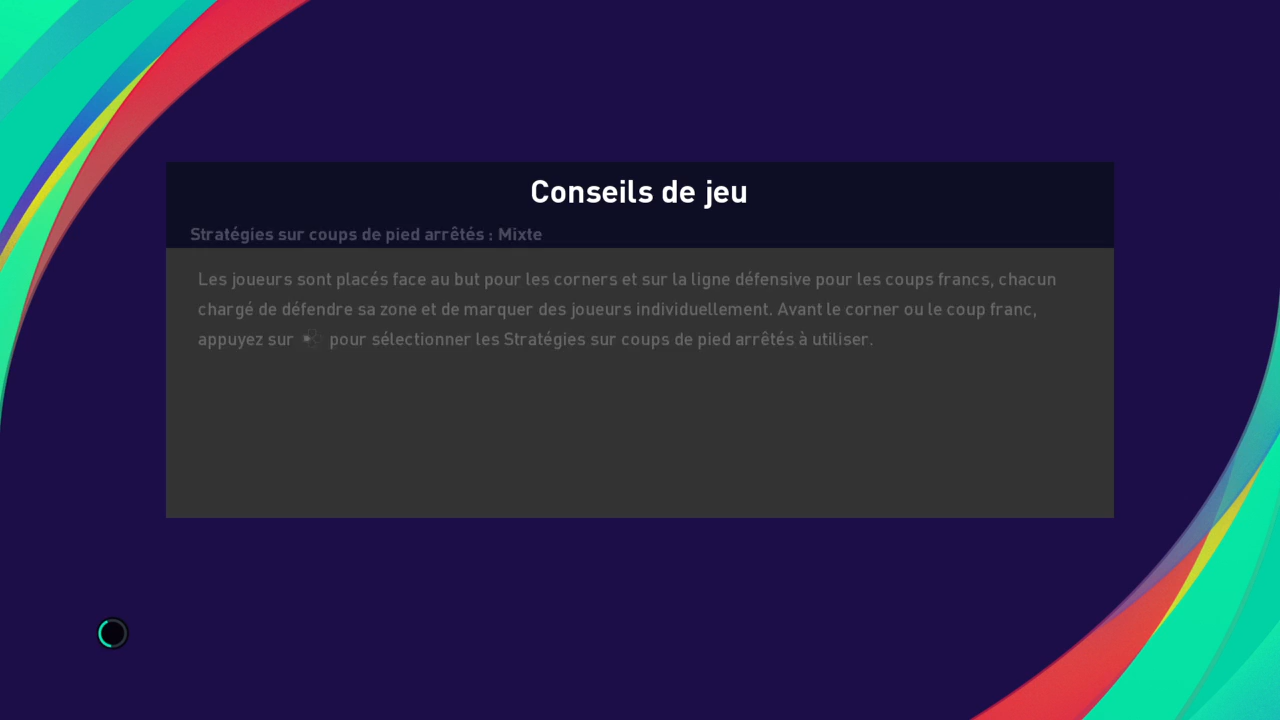 Conseils de jeu
Stratégies sur coups de pied arrêtés : Mixte
Les joueurs sont placés face au but pour les corners et sur la ligne défensive pour les coups francs, chacun
chargé de défendre sa zone et de marquer des joueurs individuellement. Avant le corner ou le coup franc,
appuyez sur pour sélectionner les Stratégies sur coups de pied arrêtés à utiliser.